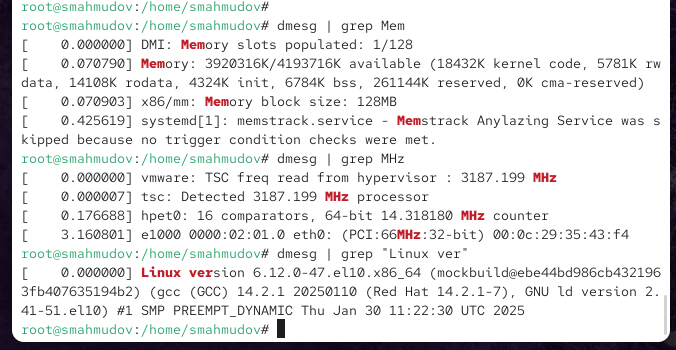 root@smahmudov:/home/smahmudov#
root@smahmudov:/home/smahmudov# dmesg | grep Mem
[    0.000000] DMI: Memory slots populated: 1/128
[    0.070790] Memory: 3920316K/4193716K available (18432K kernel code, 5781K rw
data, 14108K rodata, 4324K init, 6784K bss, 261144K reserved, 0K cma-reserved)
[    0.070903] x86/mm: Memory block size: 128MB
[    0.425619] systemd[1]: memstrack.service - Memstrack Anylazing Service was s
kipped because no trigger condition checks were met.
root@smahmudov:/home/smahmudov# dmesg | grep MHz
[    0.000000] vmware: TSC freq read from hypervisor : 3187.199 MHz
[    0.000007] tsc: Detected 3187.199 MHz processor
[    0.176688] hpet0: 16 comparators, 64-bit 14.318180 MHz counter
[    3.160801] e1000 0000:02:01.0 eth0: (PCI:66MHz:32-bit) 00:0c:29:35:43:f4
root@smahmudov:/home/smahmudov# dmesg | grep "Linux ver"
[    0.000000] Linux version 6.12.0-47.el10.x86_64 (mockbuild@ebe44bd986cb432196
3fb407635194b2) (gcc (GCC) 14.2.1 20250110 (Red Hat 14.2.1-7), GNU ld version 2.
41-51.el10) #1 SMP PREEMPT_DYNAMIC Thu Jan 30 11:22:30 UTC 2025
root@smahmudov:/home/smahmudov#